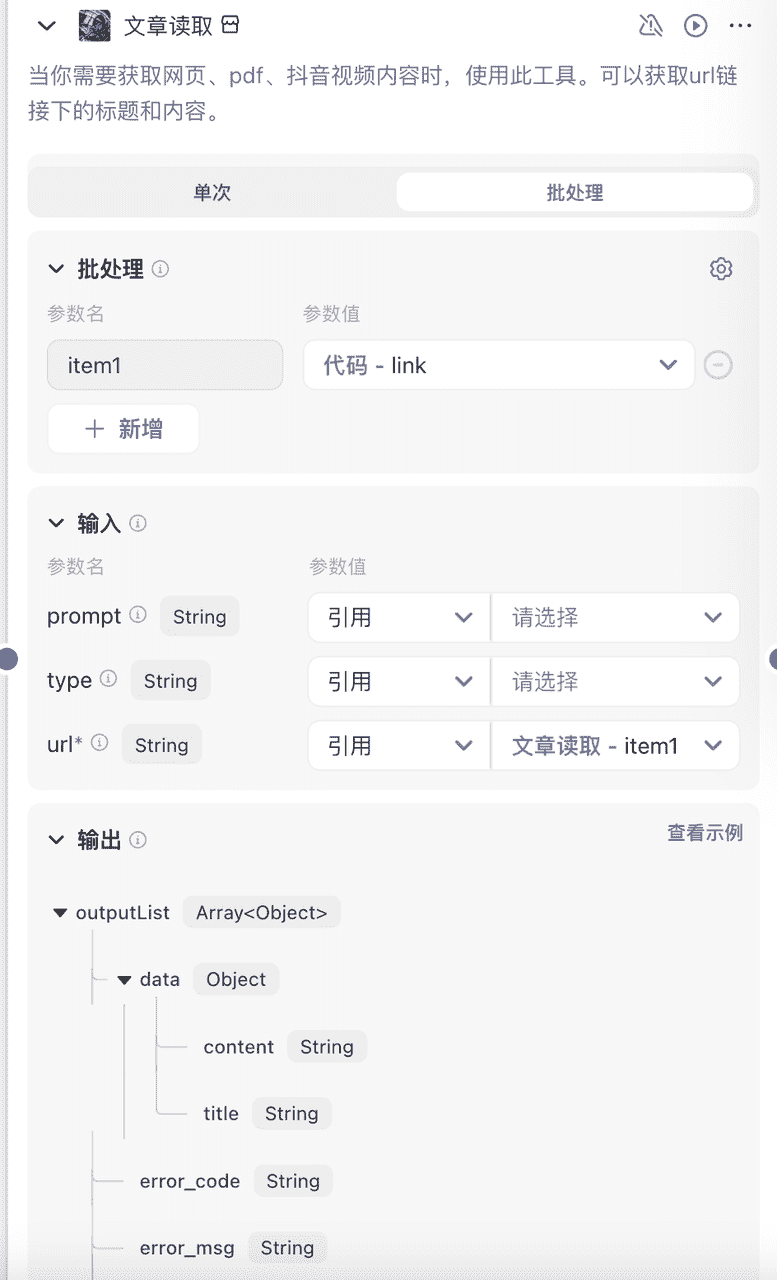 文章读取
当你需要获取网页、pdf、抖音视频内容时，使用此工具。可以获取url链
接下的标题和内容。
单次 批处理
批处理
参数名 参数值
item1 代码 - link
新增
输入
参数名 参数值
prompt String 引用 请选择
type String 引用 请选择
url* String 引用 文章读取 - item1
输出 查看示例
outputList Array<Object>
data Object
content String
title String
error_code String
error_msg String